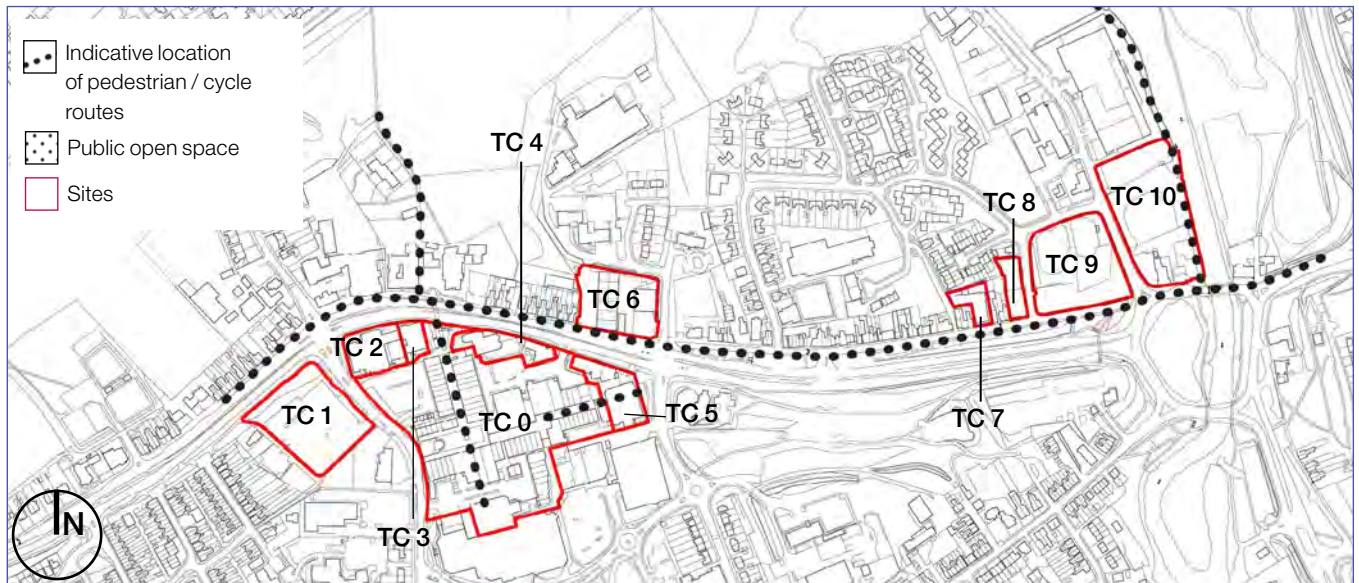 Indicative location
of pedestrian / cycle
routes
Public open space
Sites
TC 4
TC 8
TC 10
TC 9
TC 6
TC 2
TC 1
TC 0
TC 5
TC 7
TC 3
N